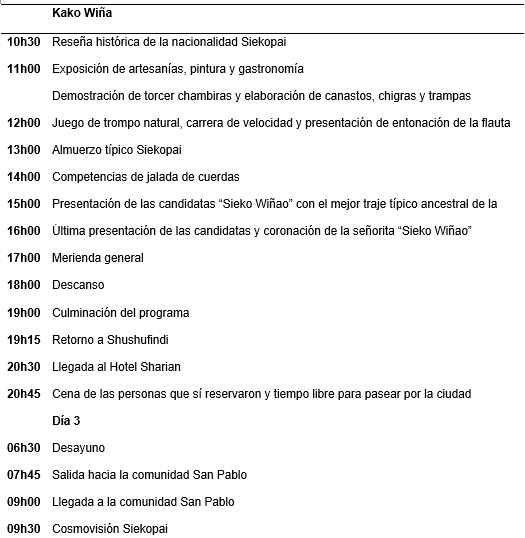 Kako Wiña
10h30 Reseña histórica de la nacionalidad Siekopai
11h00 Exposición de artesanías, pintura y gastronomía
Demostración de torcer chambiras y elaboración de canastos, chigras y trampas
12h00 Juego de trompo natural, carrera de velocidad y presentación de entonación de la flauta
13h00 Almuerzo típico Siekopai
14h00 Competencias de jalada de cuerdas
15h00 Presentación de las candidatas “Sieko Wiñao” con el mejor traje típico ancestral de la
16h00 Última presentación de las candidatas y coronación de la señorita “Sieko Wiñao”
17h00 Merienda general
18h00 Descanso
19h00 Culminación del programa
19h15 Retorno a Shushufindi
20h30 Llegada al Hotel Sharian
20h45 Cena de las personas que sí reservaron y tiempo libre para pasear por la ciudad
Día 3
06h30 Desayuno
07h45 Salida hacia la comunidad San Pablo
09h00 Llegada a la comunidad San Pablo
09h30 Cosmovisión Siekopai